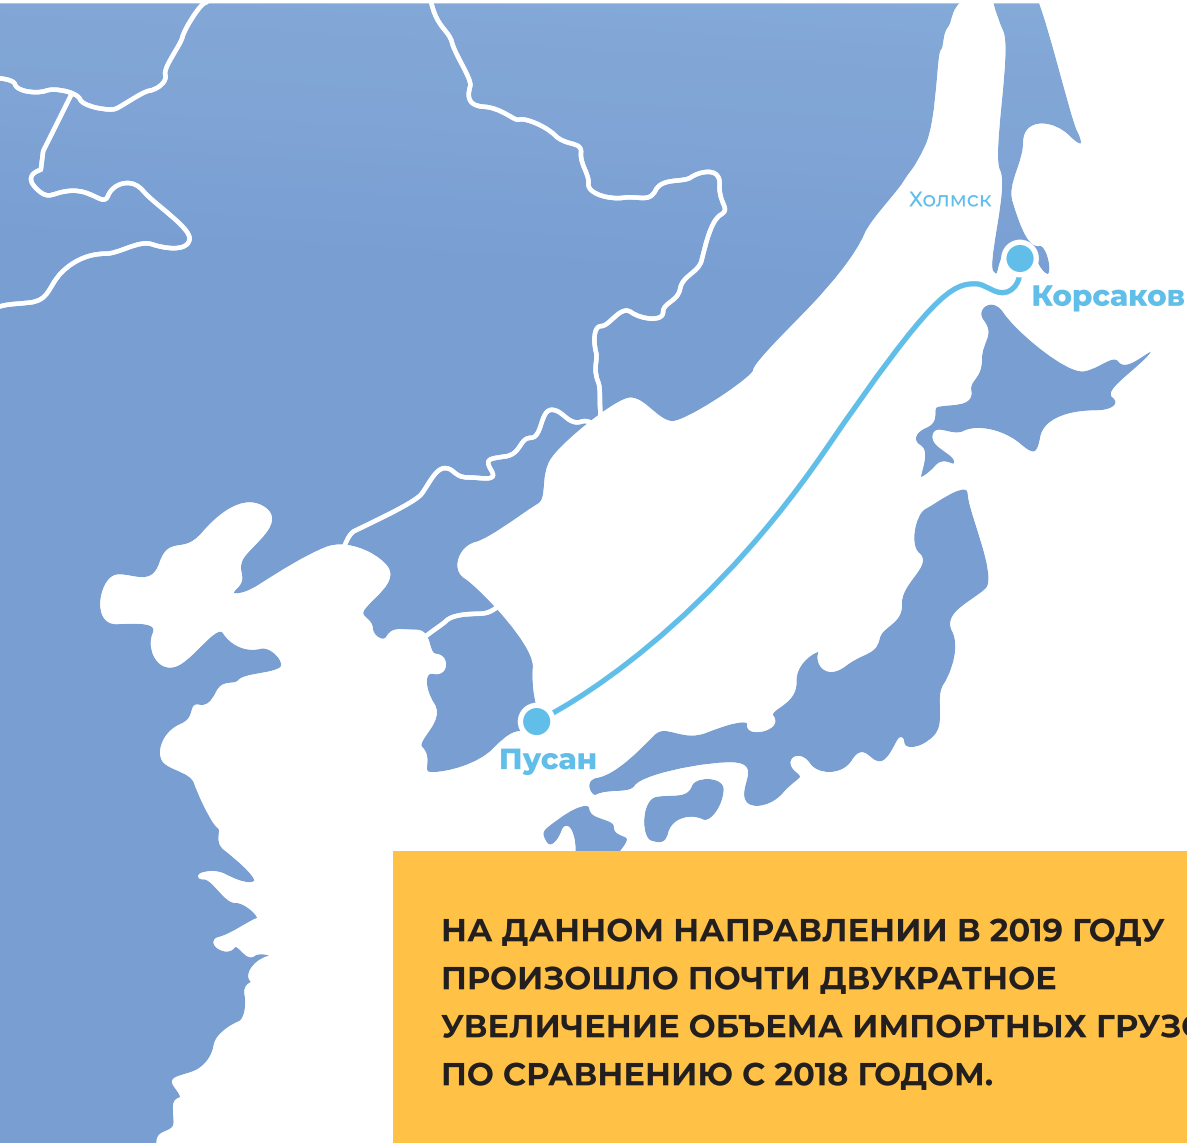 Холмск
Корсаков
Пусан
НА ДАННОМ НАПРАВЛЕНИИ В 2019 ГОДУ
ПРОИЗОШЛО ПОЧТИ ДВУКРАТНОЕ
УВЕЛИЧЕНИЕ ОБЪЕМА ИМПОРТНЫХ
ПО СРАВНЕНИЮ С 2018 ГОДОМ.